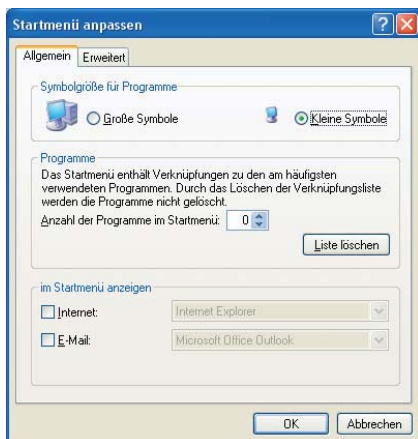 Startmenü anpassen
Allgemein Erweitert
Symbolgröße für Programme
Große Symbole Kleine Symbole
Programme
Das Startmenü enthält Verknüpfungen zu den am häufigsten
verwendeten Programmen. Durch das Löschen der Verknüpfungsliste
werden die Programme nicht gelöscht.
Anzahl der Programme im Startmenü: 0
Liste löschen
im Startmenü anzeigen
Internet: Internet Explorer
E-Mail: Microsoft Office Outlook
OK Abbrechen